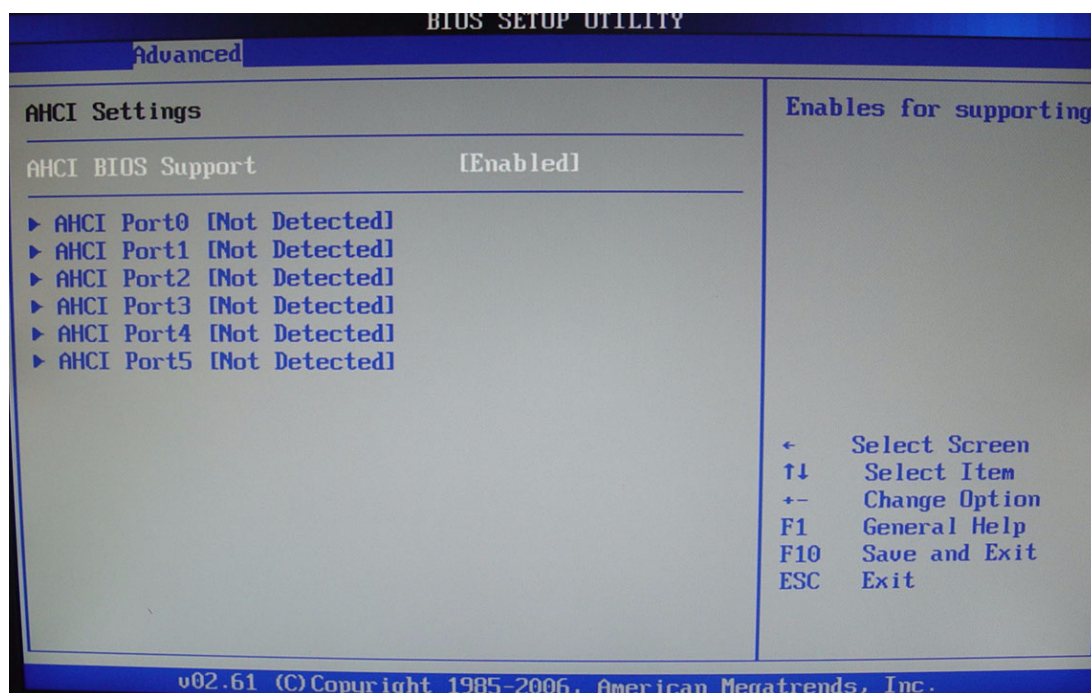 BIOS SETUP UTILITY
Advanced
AHCI Settings
AHCI BIOS Support [Enabled]
▶ AHCI Port0 [Not Detected]
▶ AHCI Port1 [Not Detected]
▶ AHCI Port2 [Not Detected]
▶ AHCI Port3 [Not Detected]
▶ AHCI Port4 [Not Detected]
▶ AHCI Port5 [Not Detected]
Enables for supporting
← Select Screen
↑↓ Select Item
+- Change Option
F1 General Help
F10 Save and Exit
ESC Exit
v02.61 (C)Copyright 1985-2006, American Megatrends, Inc.